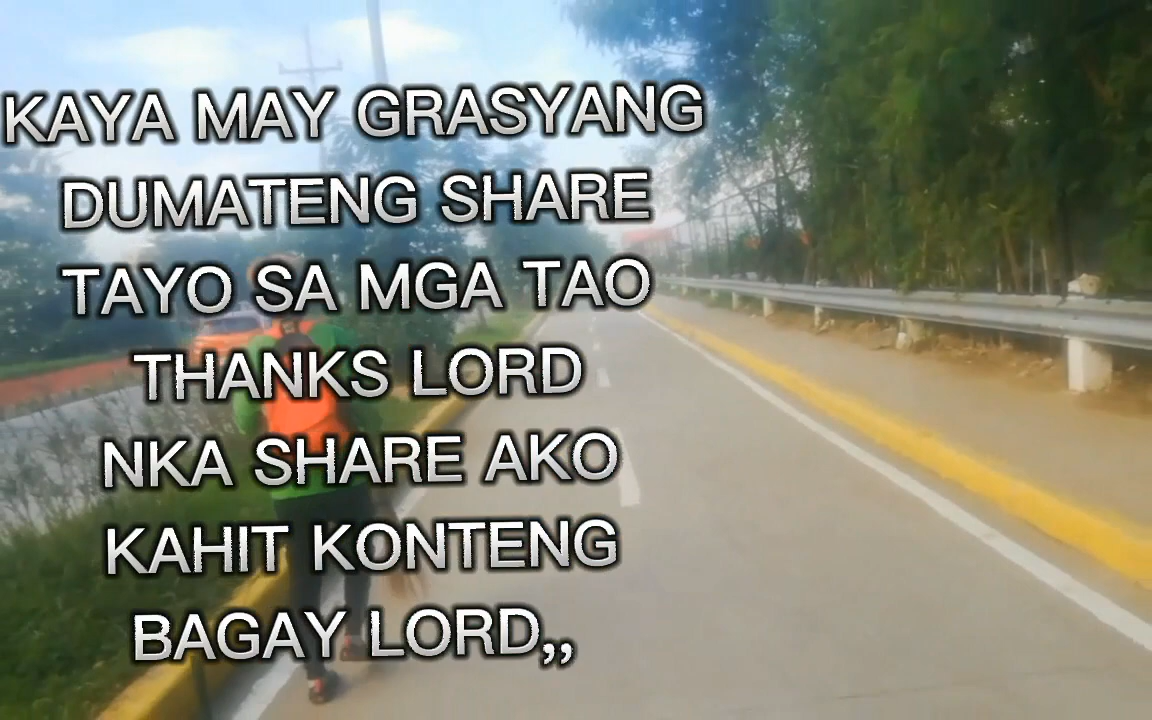 KAYA MAY GRASYANG
DUMATENG SHARE
TAYO SA MGA TAO
THANKS LORD
NKA SHARE AKO
KAHIT KONTENG
BAGAY LORD,,